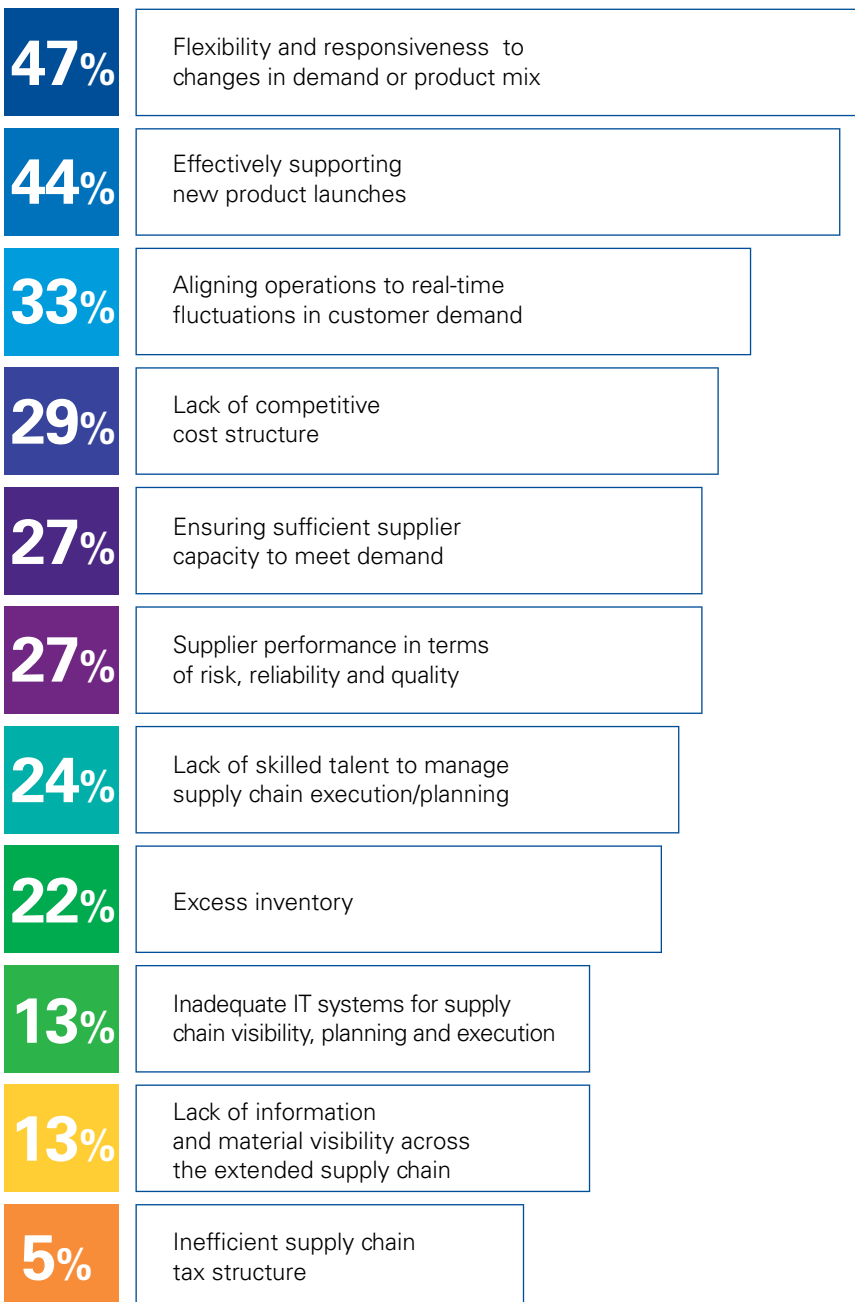 47%
Flexibility and responsiveness to
changes in demand or product mix
44%
Effectively supporting
new product launches
33%
Aligning operations to real-time
fluctuations in customer demand
29%
Lack of competitive
cost structure
27%
Ensuring sufficient supplier
capacity to meet demand
27%
Supplier performance in terms
of risk, reliability and quality
24%
Lack of skilled talent to manage
supply chain execution/planning
22%
Excess inventory
13%
Inadequate IT systems for supply
chain visibility, planning and execution
13%
Lack of information
and material visibility across
the extended supply chain
5%
Inefficient supply chain
tax structure